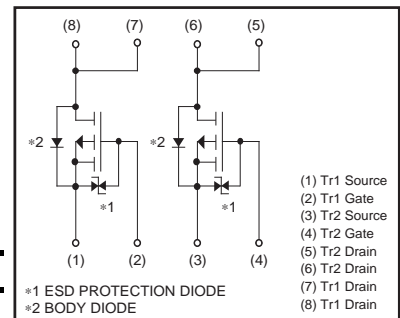 (8) (7) (6) (5)
∗2 ∗2
∗1 ∗1
(1) (2) (3) (4)
(1) Tr1 Source
(2) Tr1 Gate
(3) Tr2 Source
(4) Tr2 Gate
(5) Tr2 Drain
(6) Tr2 Drain
(7) Tr1 Drain
(8) Tr1 Drain
∗1 ESD PROTECTION DIODE
∗2 BODY DIODE